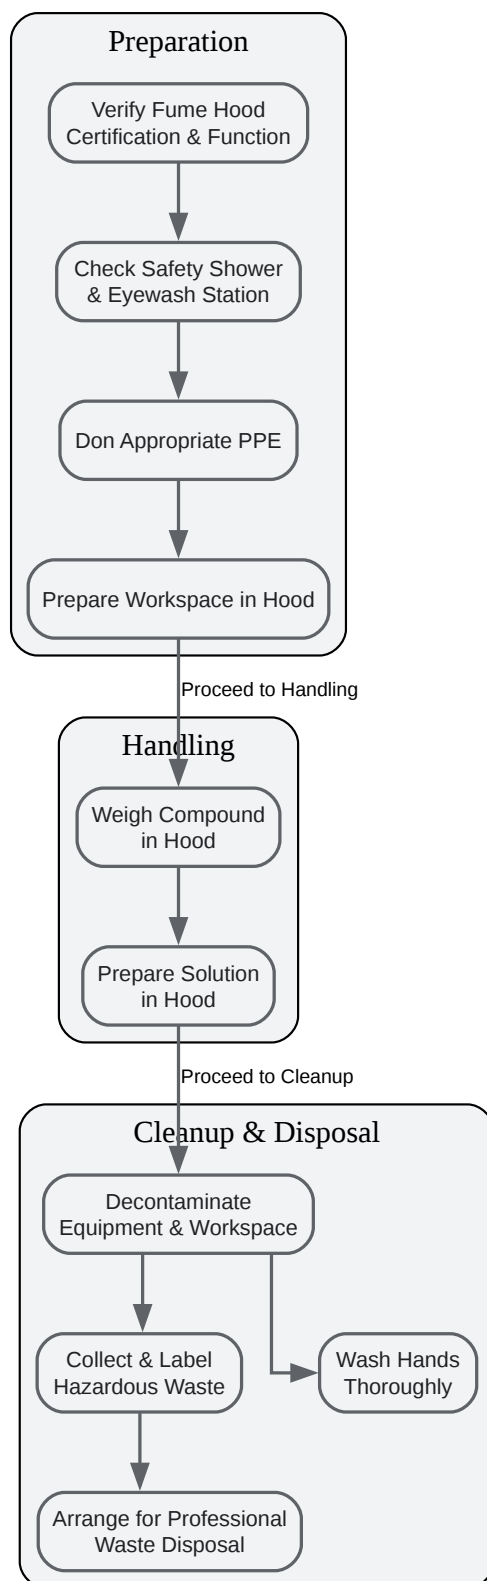 Preparation
Verify Fume Hood
Certification & Function
Check Safety Shower
& Eyewash Station
Don Appropriate PPE
Prepare Workspace in Hood
Proceed to Handling
Handling
Weigh Compound
in Hood
Prepare Solution
in Hood
Proceed to Cleanup
Cleanup & Disposal
Decontaminate
Equipment & Workspace
Collect & Label
Hazardous Waste
Wash Hands
Thoroughly
Arrange for Professional
Waste Disposal